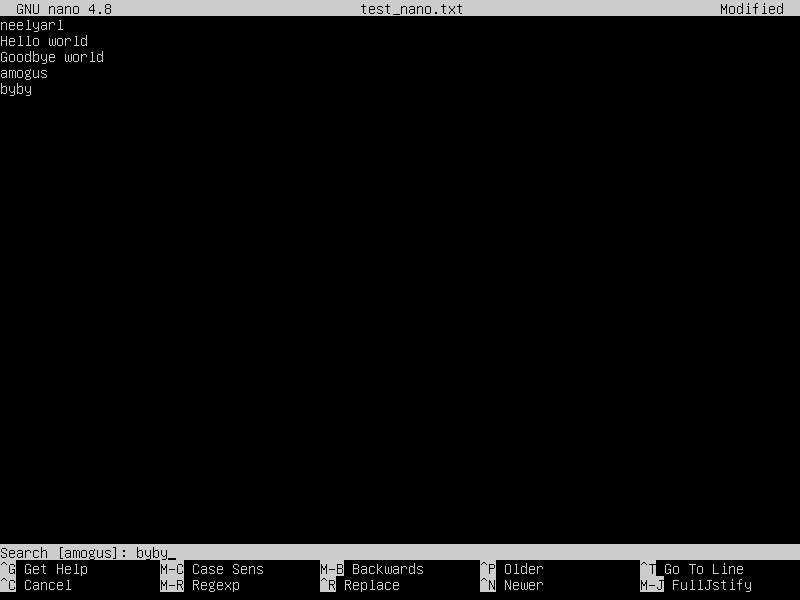 GNU nano 4.8 test_nano.txt Modified
neelyarl
Hello world
Goodbye world
amogus
byby
Search [amogus]: byby_
^G Get Help M-C Case Sens M-B Backwards ^P Older ^T Go To Line
^C Cancel M-R Regexp ^R Replace ^N Newer M-J FullJstify